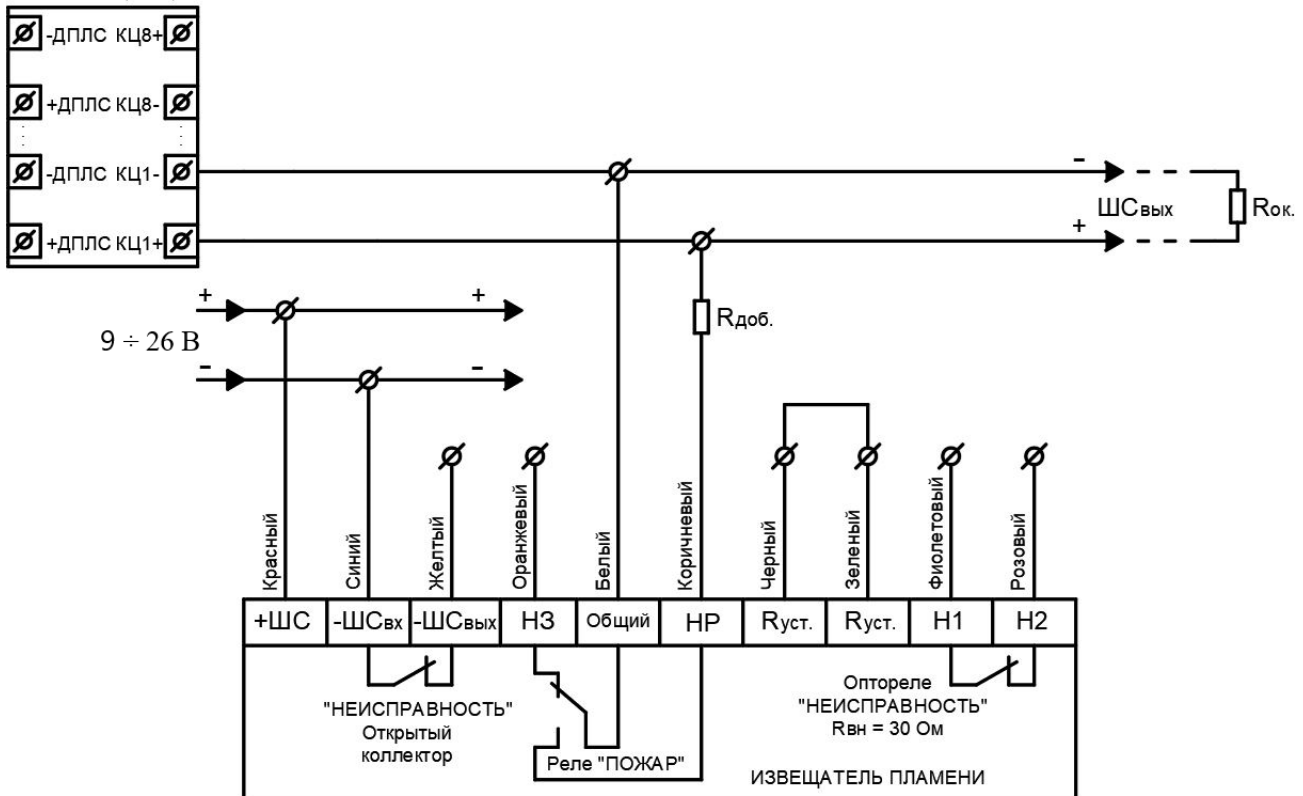 -ДПЛС КЦ8+
+ДПЛС КЦ8-
-ДПЛС КЦ1-
+ДПЛС КЦ1+
-
ШСвых
+
Rок.
+ +
9 ÷ 26 В
- -
Rдоб.
Красный
Синий
Желтый
Оранжевый
Белый
Коричневый
Черный
Зеленый
Фиолетовый
Розовый
+ШС -ШСвх -ШСвых НЗ Общий НР Rуст. Rуст. Н1 Н2
"НЕИСПРАВНОСТЬ"
Открытый
коллектор
Реле "ПОЖАР"
Оптореле
"НЕИСПРАВНОСТЬ"
Rвн = 30 Ом
ИЗВЕЩАТЕЛЬ ПЛАМЕНИ